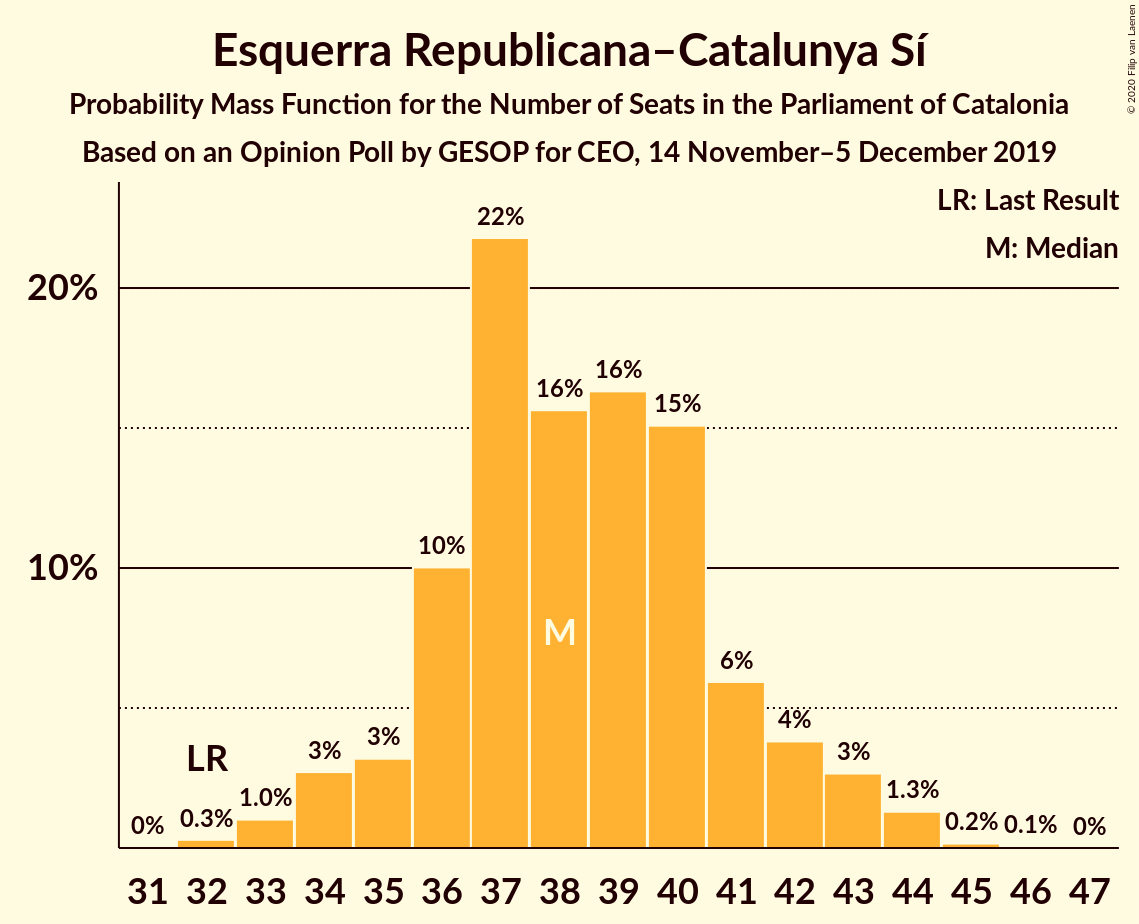 Esquerra Republicana–Catalunya Sí
Probability Mass Function for the Number of Seats in the Parliament of Catalonia
Based on an Opinion Poll by GESOP for CEO, 14 November–5 December 2019
© 2020 Filip van Laenen
LR: Last Result
M: Median
20%
10%
0%
0.3%
1.0%
3%
3%
10%
22%
16%
16%
15%
6%
4%
3%
1.3%
0.2%
0.1%
0%
LR
M
31 32 33 34 35 36 37 38 39 40 41 42 43 44 45 46 47